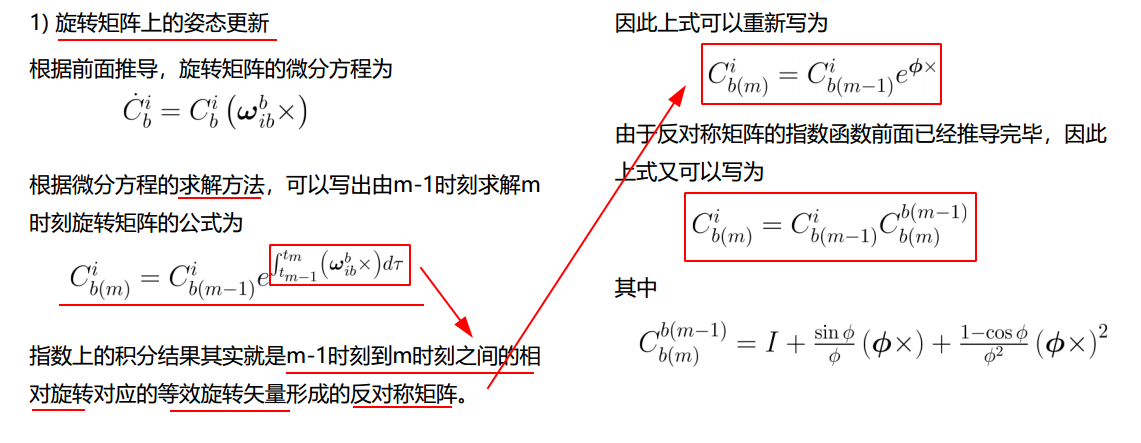 1) 旋转矩阵上的姿态更新
根据前面推导，旋转矩阵的微分方程为
$\dot{C}_b^i = C_b^i \left(\boldsymbol{\omega}_{ib}^b \times\right)$
根据微分方程的求解方法，可以写出由m-1时刻求解m
时刻旋转矩阵的公式为
$C_{b(m)}^i = C_{b(m-1)}^i e^{\int_{t_{m-1}}^{t_m} \left(\boldsymbol{\omega}_{ib}^b \times\right) d\tau}$
指数上的积分结果其实就是m-1时刻到m时刻之间的相
对旋转对应的等效旋转矢量形成的反对称矩阵。
因此上式可以重新写为
$C_{b(m)}^i = C_{b(m-1)}^i e^{\boldsymbol{\phi} \times}$
由于反对称矩阵的指数函数前面已经推导完毕，因此
上式又可以写为
$C_{b(m)}^i = C_{b(m-1)}^i C_{b(m)}^{b(m-1)}$
其中
$C_{b(m)}^{b(m-1)} = I + \frac{\sin \phi}{\phi} (\boldsymbol{\phi} \times) + \frac{1 - \cos \phi}{\phi^2} (\boldsymbol{\phi} \times)^2$